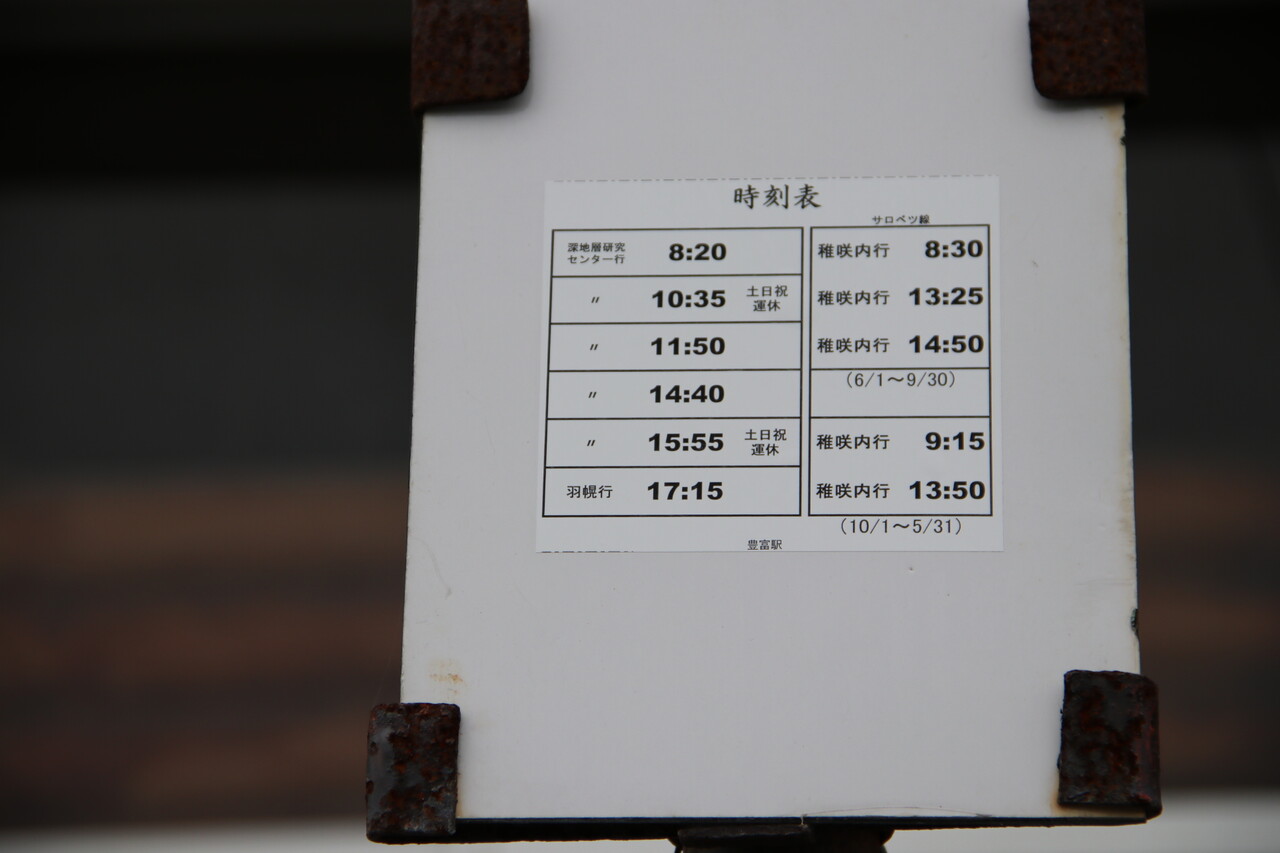 時刻表
深地層研究
センター行
8:20
〃 10:35 土日祝
運休
〃 11:50
〃 14:40
〃 15:55 土日祝
運休
羽幌行 17:15
サロベツ線
稚咲内行 8:30
稚咲内行 13:25
稚咲内行 14:50
(6/1～9/30)
稚咲内行 9:15
稚咲内行 13:50
(10/1～5/31)
豊富駅